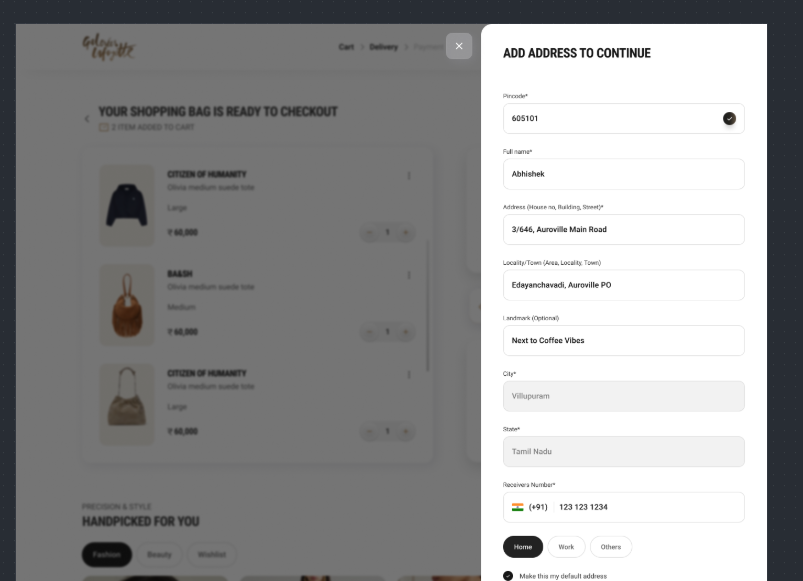 Cart > Delivery > Payment
YOUR SHOPPING BAG IS READY TO CHECKOUT
2 ITEM ADDED TO CART
CITIZEN OF HUMANITY
Olivia medium suede tote
Large
₹ 60,000
1
BA&SH
Olivia medium suede tote
Medium
₹ 60,000
1
CITIZEN OF HUMANITY
Olivia medium suede tote
Large
₹ 60,000
1
PRECISION & STYLE
HANDPICKED FOR YOU
Fashion
Beauty
Wishlist
ADD ADDRESS TO CONTINUE
Pincode*
605101
Full name*
Abhishek
Address (House no, Building, Street)*
3/646, Auroville Main Road
Locality/Town (Area, Locality, Town)
Edayanchavadi, Auroville PO
Landmark (Optional)
Next to Coffee Vibes
City*
Villupuram
State*
Tamil Nadu
Receivers Number*
(+91) 123 123 1234
Home
Work
Others
Make this my default address